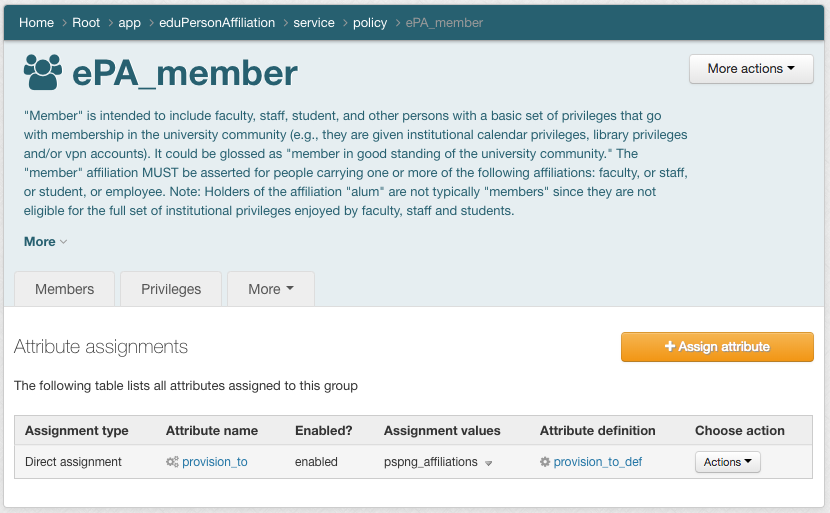 Home > Root > app > eduPersonAffiliation > service > policy > ePA_member
ePA_member
More actions
"Member" is intended to include faculty, staff, student, and other persons with a basic set of privileges that go
with membership in the university community (e.g., they are given institutional calendar privileges, library privileges
and/or vpn accounts). It could be glossed as "member in good standing of the university community." The
"member" affiliation MUST be asserted for people carrying one or more of the following affiliations: faculty, or staff,
or student, or employee. Note: Holders of the affiliation "alum" are not typically "members" since they are not
eligible for the full set of institutional privileges enjoyed by faculty, staff and students.
More
Members Privileges More
Attribute assignments
+ Assign attribute
The following table lists all attributes assigned to this group
Assignment type Attribute name Enabled? Assignment values Attribute definition Choose action
Direct assignment provision_to enabled pspng_affiliations provision_to_def Actions